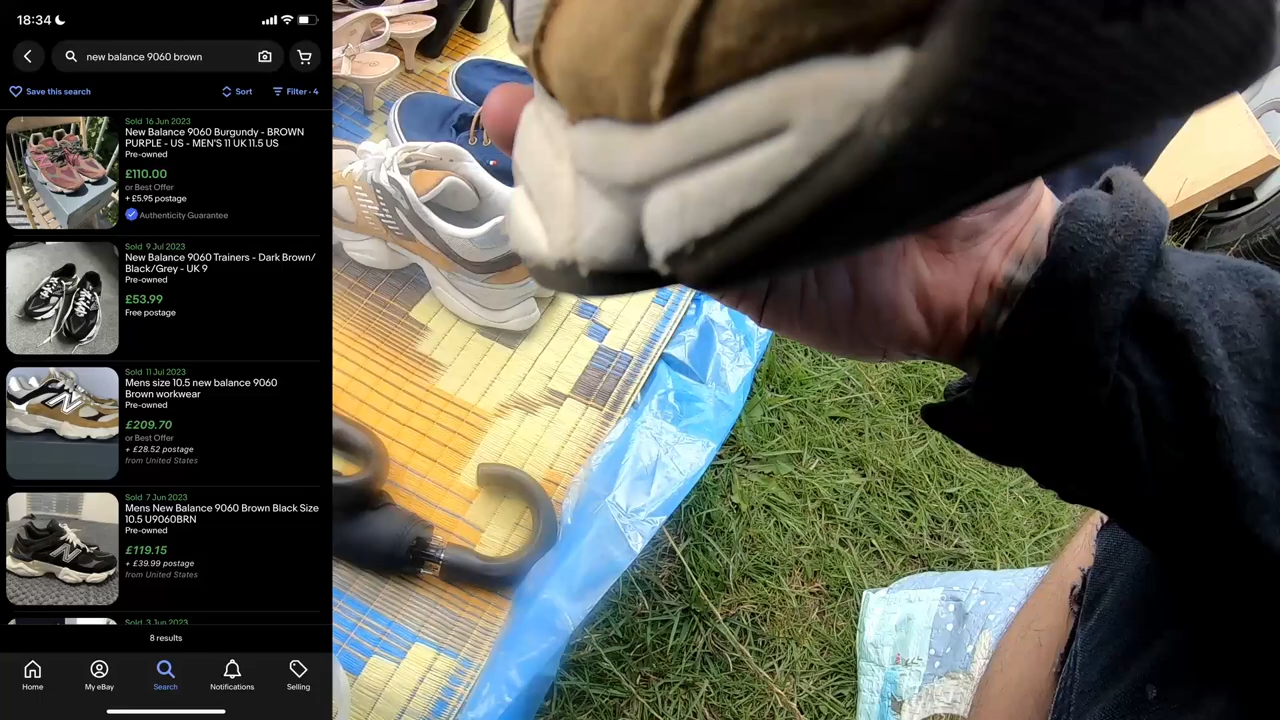 18:34
new balance 9060 brown
Save this search
Sort
Filter · 4
Sold 16 Jun 2023
New Balance 9060 Burgundy - BROWN
PURPLE - US - MEN'S 11 UK 11.5 US
Pre-owned
£110.00
or Best Offer
+ £5.95 postage
Authenticity Guarantee
Sold 9 Jul 2023
New Balance 9060 Trainers - Dark Brown/
Black/Grey - UK 9
Pre-owned
£53.99
Free postage
Sold 11 Jul 2023
Mens size 10.5 new balance 9060
Brown workwear
Pre-owned
£209.70
or Best Offer
+ £28.52 postage
from United States
Sold 7 Jun 2023
Mens New Balance 9060 Brown Black Size
10.5 U9060BRN
Pre-owned
£119.15
+ £39.99 postage
from United States
Sold 3 Jun 2023
8 results
Home
My eBay
Search
Notifications
Selling